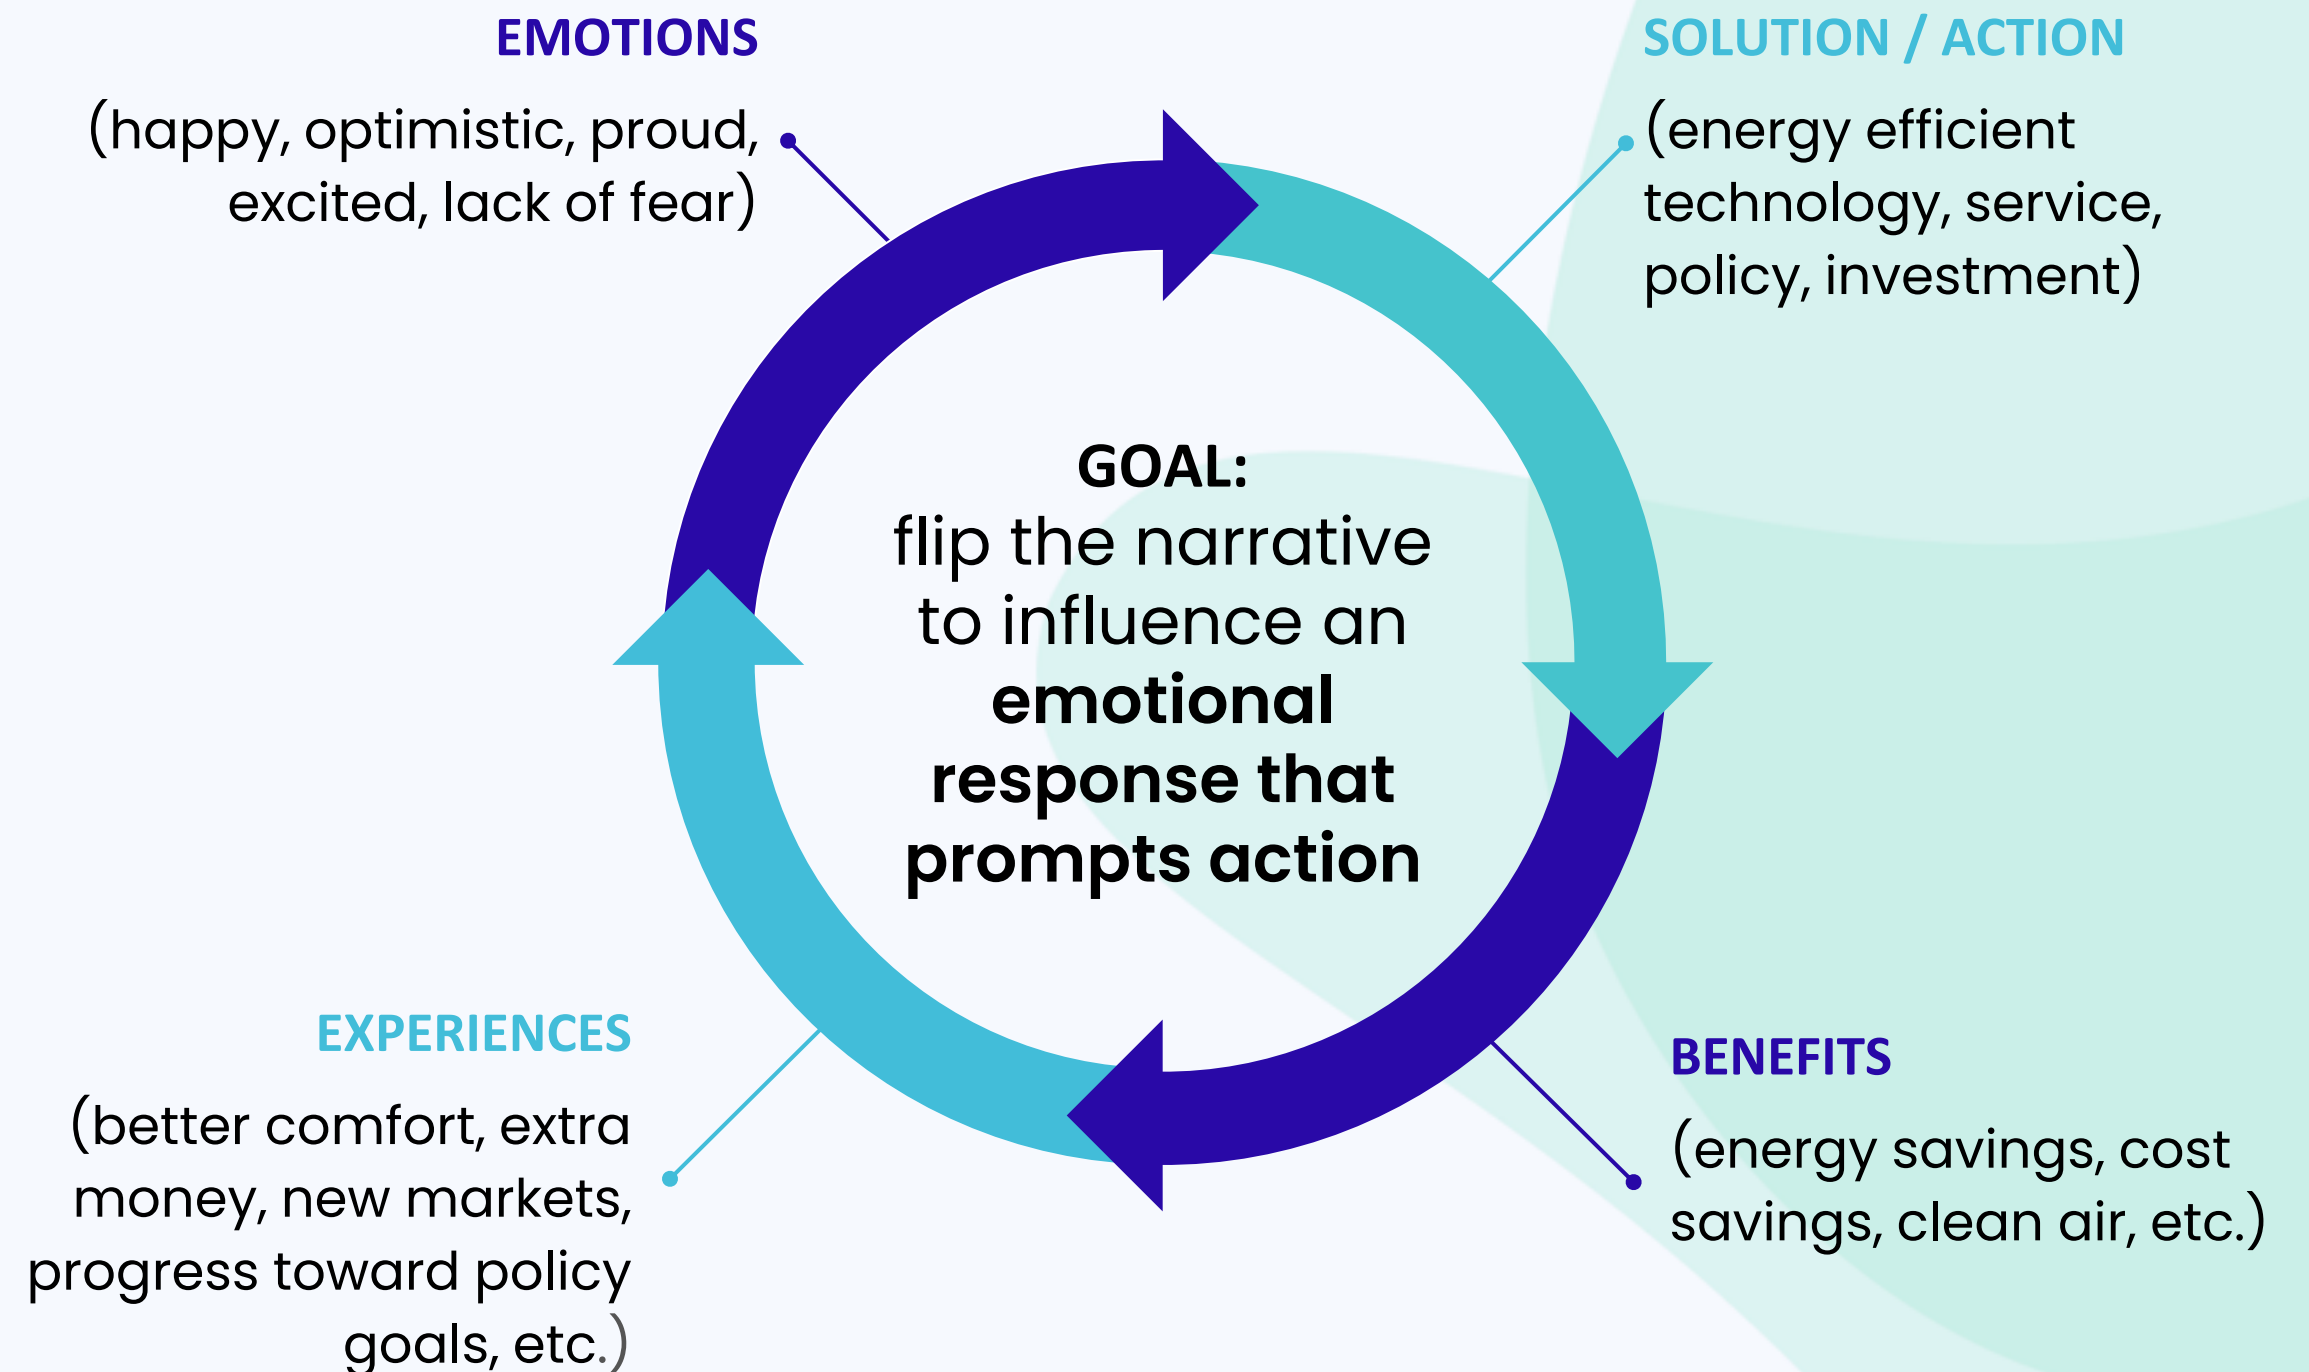 EMOTIONS
(happy, optimistic, proud,
excited, lack of fear)
SOLUTION / ACTION
(energy efficient
technology, service,
policy, investment)
GOAL:
flip the narrative
to influence an
emotional
response that
prompts action
EXPERIENCES
(better comfort, extra
money, new markets,
progress toward policy
goals, etc.)
BENEFITS
(energy savings, cost
savings, clean air, etc.)